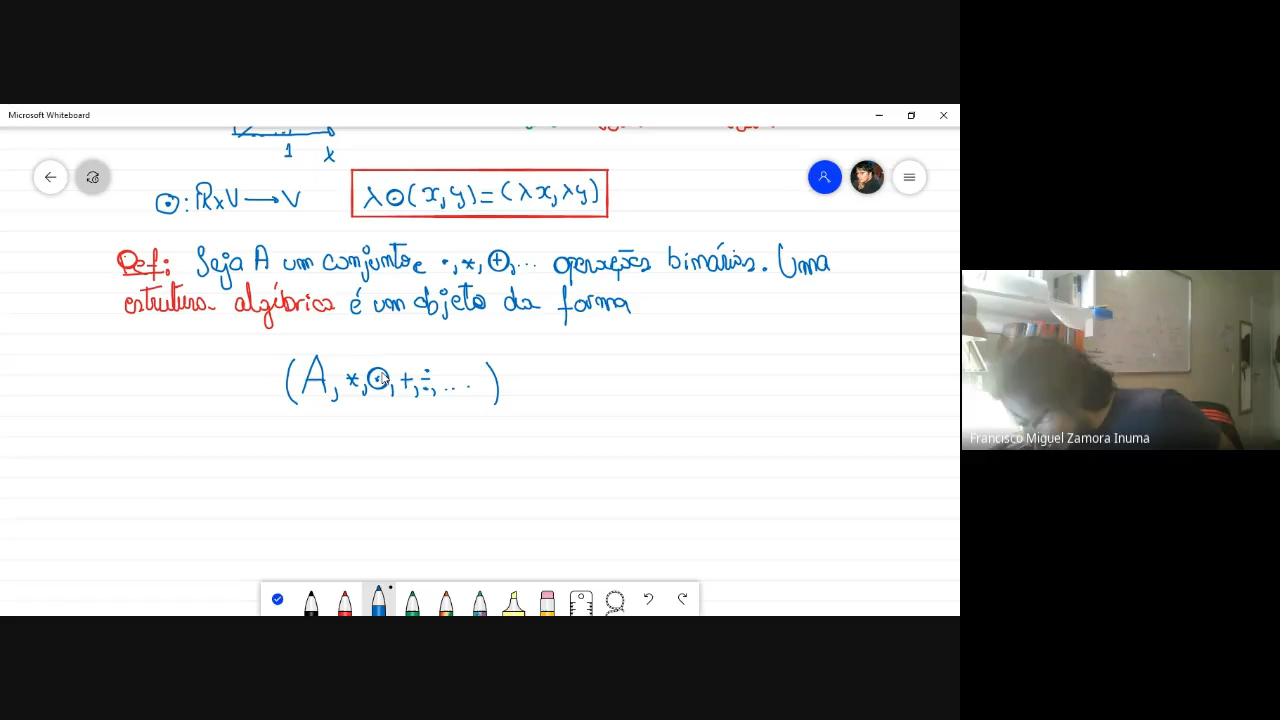 Microsoft Whiteboard
1 x
⊙: ℝ x V → V
λ⊙(x,y)=(λx,λy)
Def: Seja A um conjunto e ·, *, ⊕, ... operações binárias. Uma
estrutura algébrica é um objeto da forma
(A, *, ⊙, +, ÷, ... )
Francisco Miguel Zamora Inuma